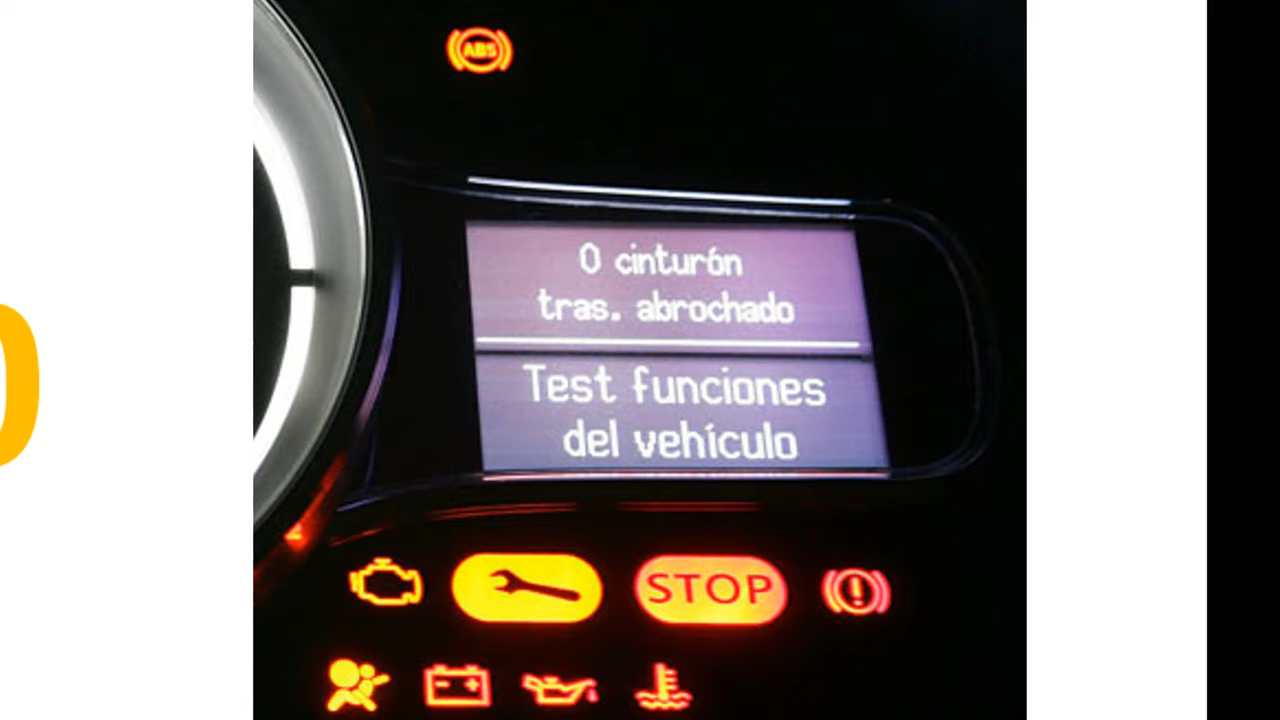 ABS
0 cinturón
tras. abrochado
Test funciones
del vehículo
STOP